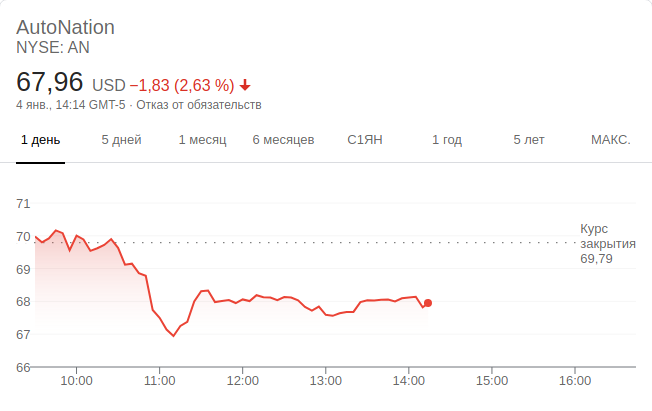 AutoNation
NYSE: AN
67,96 USD −1,83 (2,63 %)
4 янв., 14:14 GMT-5 · Отказ от обязательств
1 день 5 дней 1 месяц 6 месяцев С1ЯН 1 год 5 лет МАКС.
71
70
69
68
67
66
Курс
закрытия
69,79
10:00 11:00 12:00 13:00 14:00 15:00 16:00